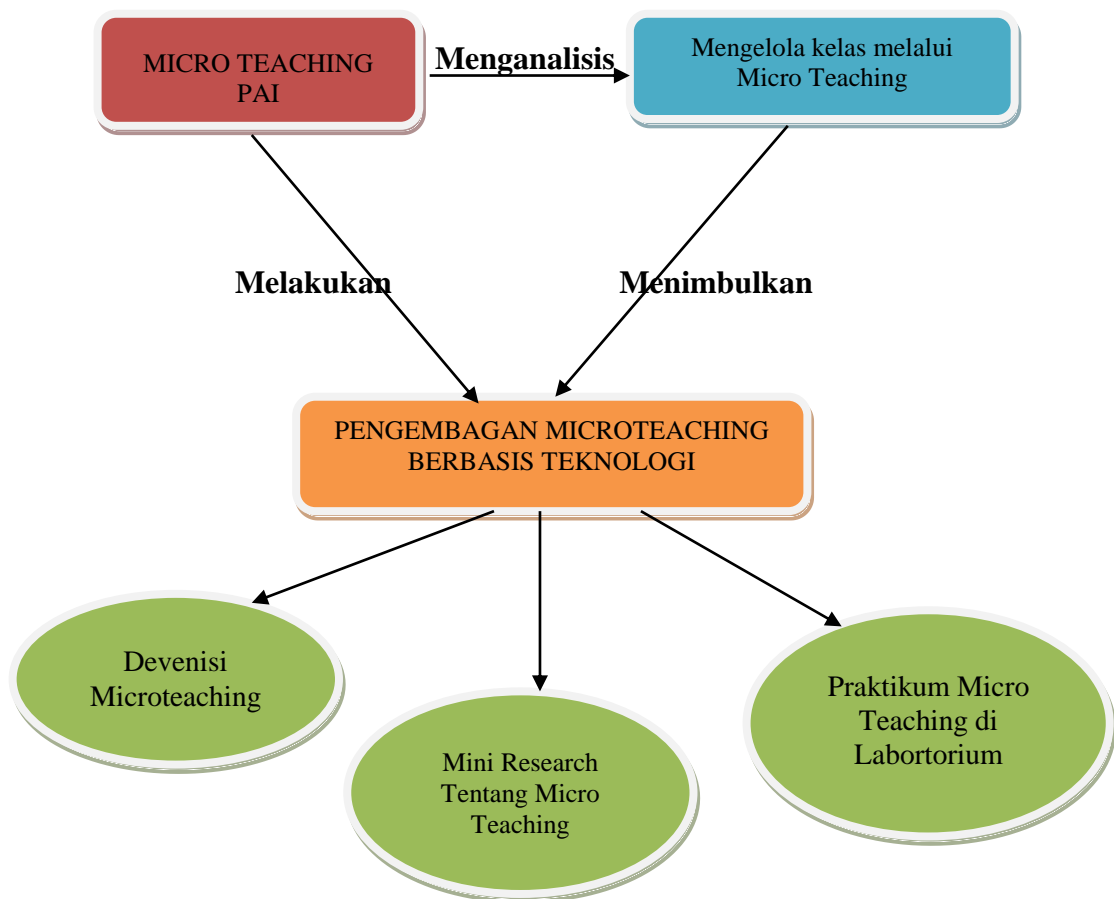 MICRO TEACHING
PAI
Menganalisis
Mengelola kelas melalui
Micro Teaching
Melakukan
Menimbulkan
PENGEMBAGAN MICROTEACHING
BERBASIS TEKNOLOGI
Devenisi
Microteaching
Mini Research
Tentang Micro
Teaching
Praktikum Micro
Teaching di
Labortorium